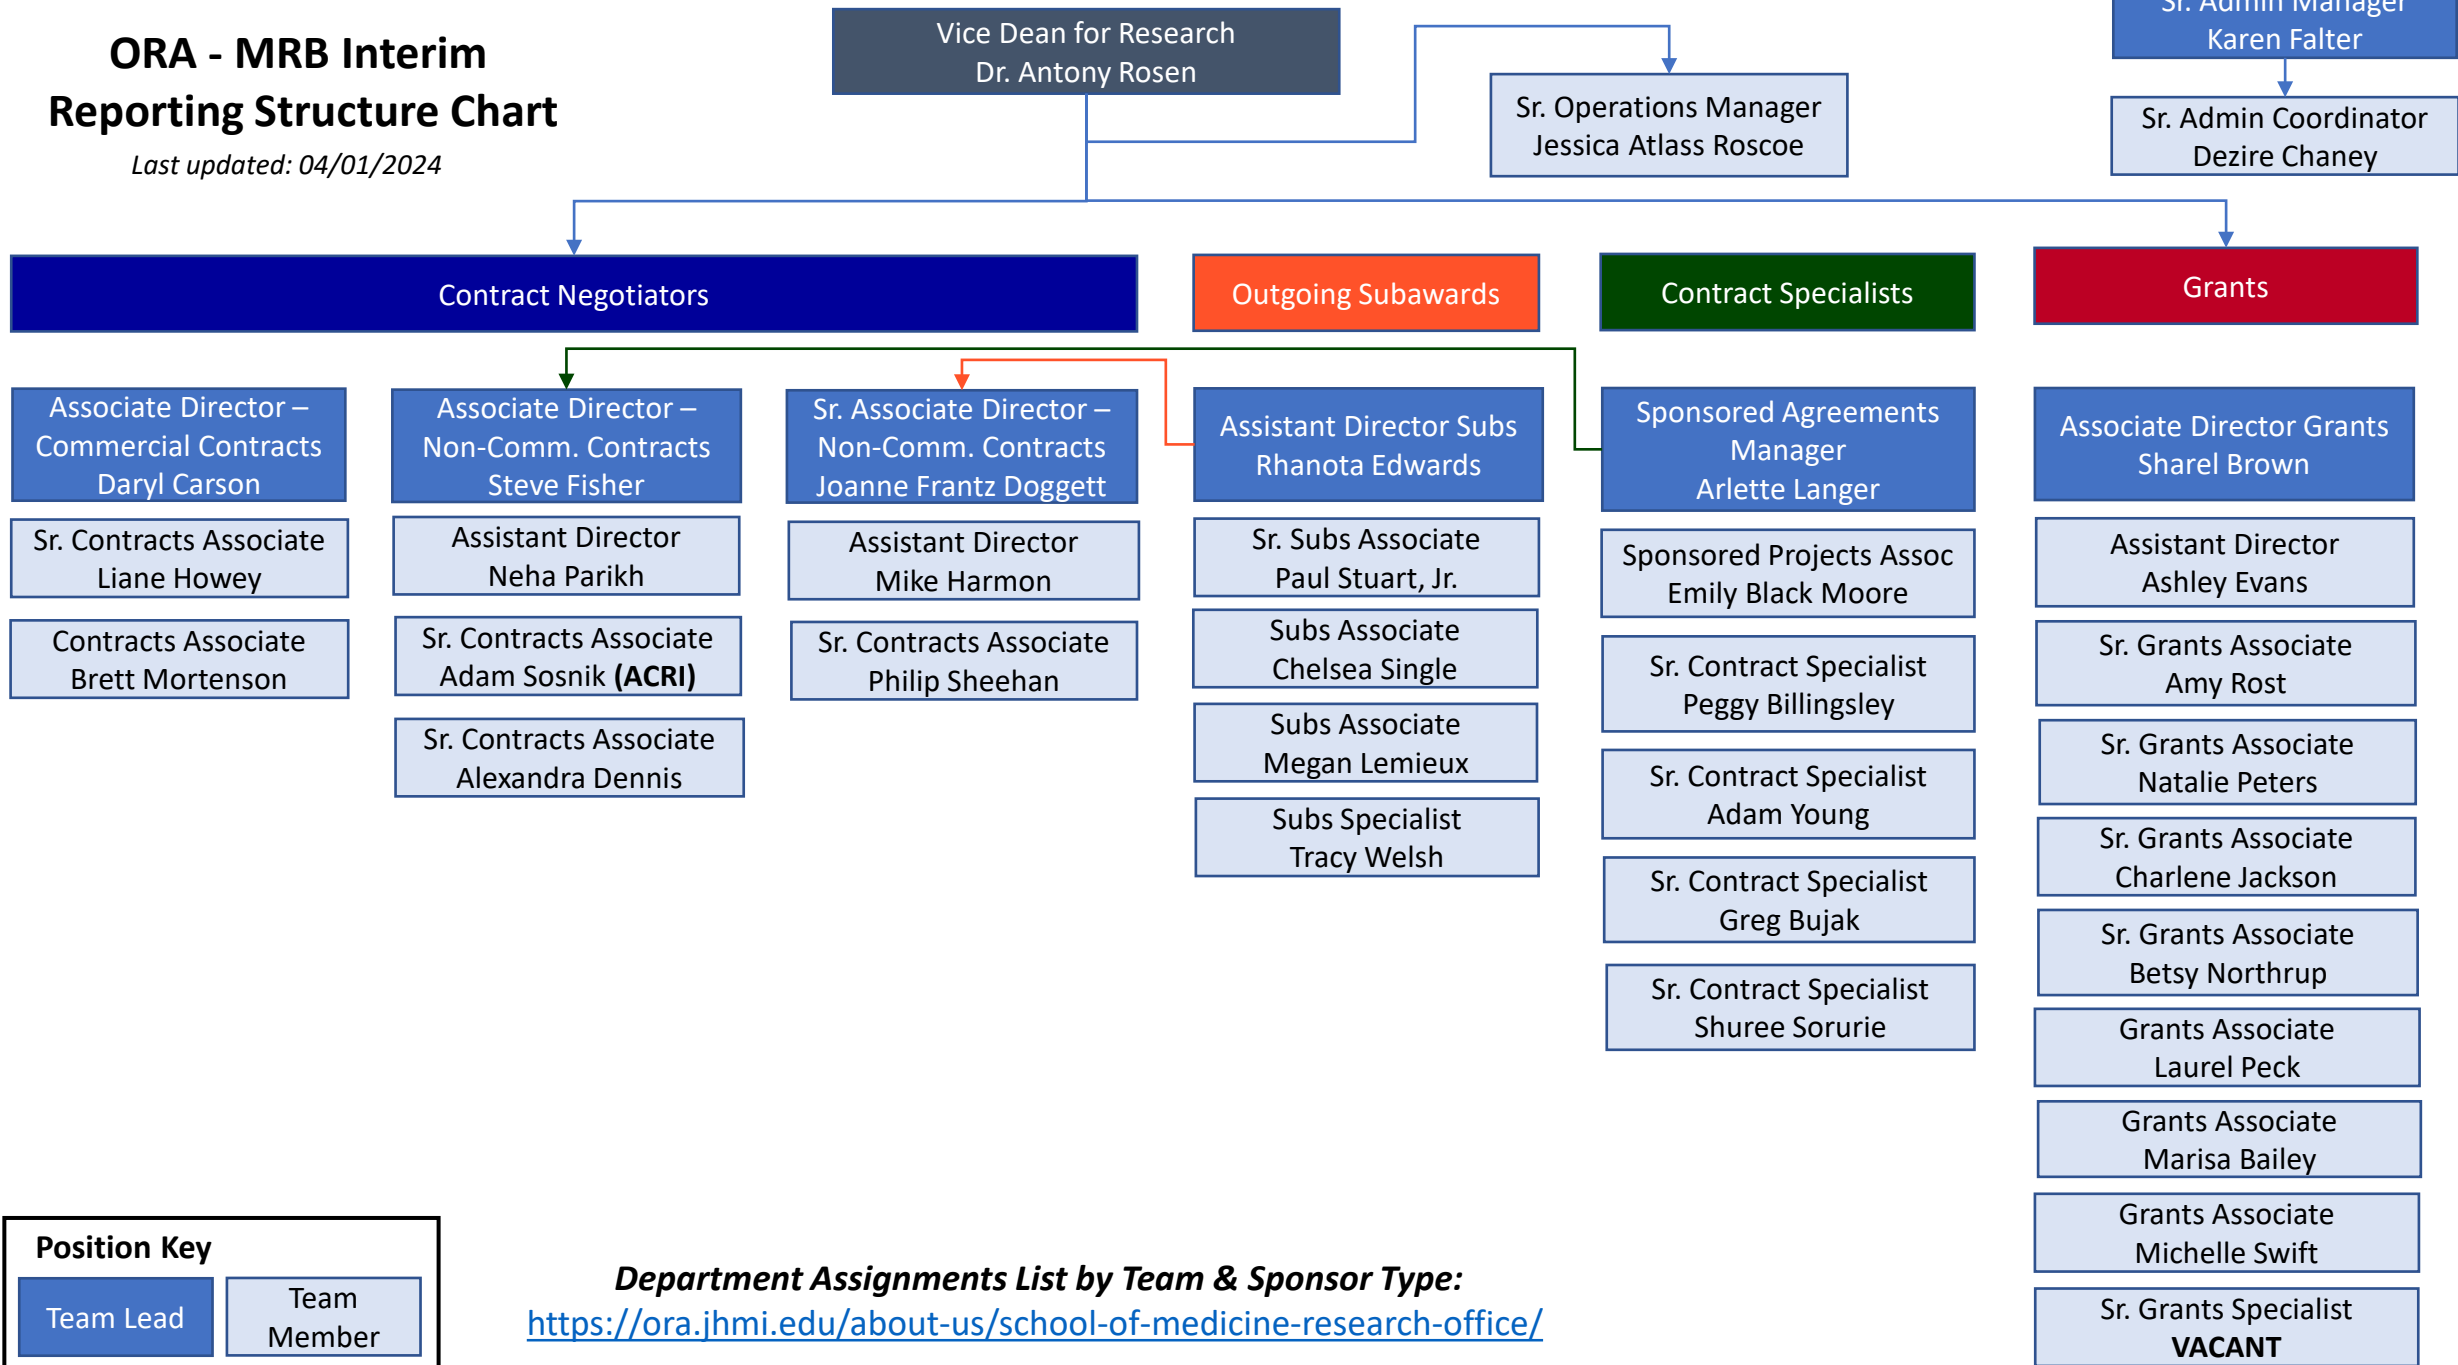 ORA - MRB Interim
Reporting Structure Chart
Last updated: 04/01/2024
Vice Dean for Research
Dr. Antony Rosen
Sr. Operations Manager
Jessica Atlass Roscoe
Sr. Admin Manager
Karen Falter
Sr. Admin Coordinator
Dezire Chaney
Contract Negotiators
Outgoing Subawards
Contract Specialists
Grants
Associate Director –
Commercial Contracts
Daryl Carson
Sr. Contracts Associate
Liane Howey
Contracts Associate
Brett Mortenson
Associate Director –
Non-Comm. Contracts
Steve Fisher
Assistant Director
Neha Parikh
Sr. Contracts Associate
Adam Sosnik (ACRI)
Sr. Contracts Associate
Alexandra Dennis
Sr. Associate Director –
Non-Comm. Contracts
Joanne Frantz Doggett
Assistant Director
Mike Harmon
Sr. Contracts Associate
Philip Sheehan
Assistant Director Subs
Rhanota Edwards
Sr. Subs Associate
Paul Stuart, Jr.
Subs Associate
Chelsea Single
Subs Associate
Megan Lemieux
Subs Specialist
Tracy Welsh
Sponsored Agreements
Manager
Arlette Langer
Sponsored Projects Assoc
Emily Black Moore
Sr. Contract Specialist
Peggy Billingsley
Sr. Contract Specialist
Adam Young
Sr. Contract Specialist
Greg Bujak
Sr. Contract Specialist
Shuree Sorurie
Associate Director Grants
Sharel Brown
Assistant Director
Ashley Evans
Sr. Grants Associate
Amy Rost
Sr. Grants Associate
Natalie Peters
Sr. Grants Associate
Charlene Jackson
Sr. Grants Associate
Betsy Northrup
Grants Associate
Laurel Peck
Grants Associate
Marisa Bailey
Grants Associate
Michelle Swift
Sr. Grants Specialist
VACANT
Position Key
Team Lead
Team
Member
Department Assignments List by Team & Sponsor Type:
https://ora.jhmi.edu/about-us/school-of-medicine-research-office/